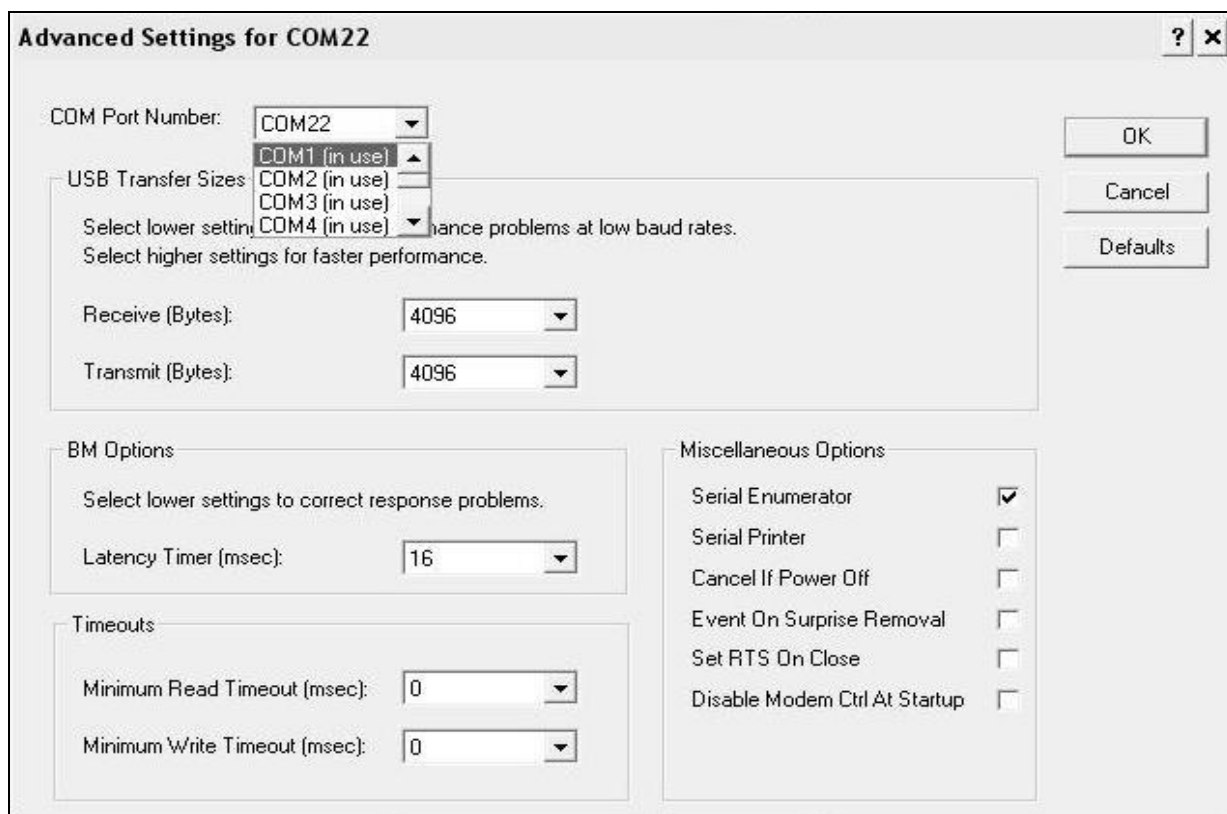 Advanced Settings for COM22
? ×
COM Port Number:
COM22
COM1 (in use)
COM2 (in use)
COM3 (in use)
COM4 (in use)
OK
Cancel
Defaults
USB Transfer Sizes
Select lower settin mance problems at low baud rates.
Select higher settings for faster performance.
Receive (Bytes): 4096
Transmit (Bytes): 4096
BM Options
Select lower settings to correct response problems.
Latency Timer (msec): 16
Timeouts
Minimum Read Timeout (msec): 0
Minimum Write Timeout (msec): 0
Miscellaneous Options
Serial Enumerator
Serial Printer
Cancel If Power Off
Event On Surprise Removal
Set RTS On Close
Disable Modem Ctrl At Startup